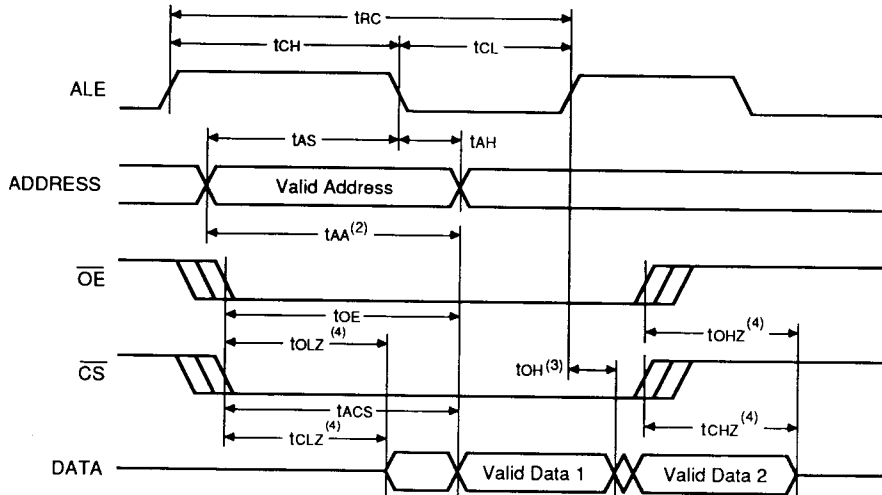 tRC
tCH tCL
ALE
tAS tAH
ADDRESS Valid Address
tAA(2)
OE
tOE
tOLZ(4) tOHZ(4)
CS tOH(3)
tACS
tCLZ(4) tCHZ(4)
DATA Valid Data 1 Valid Data 2